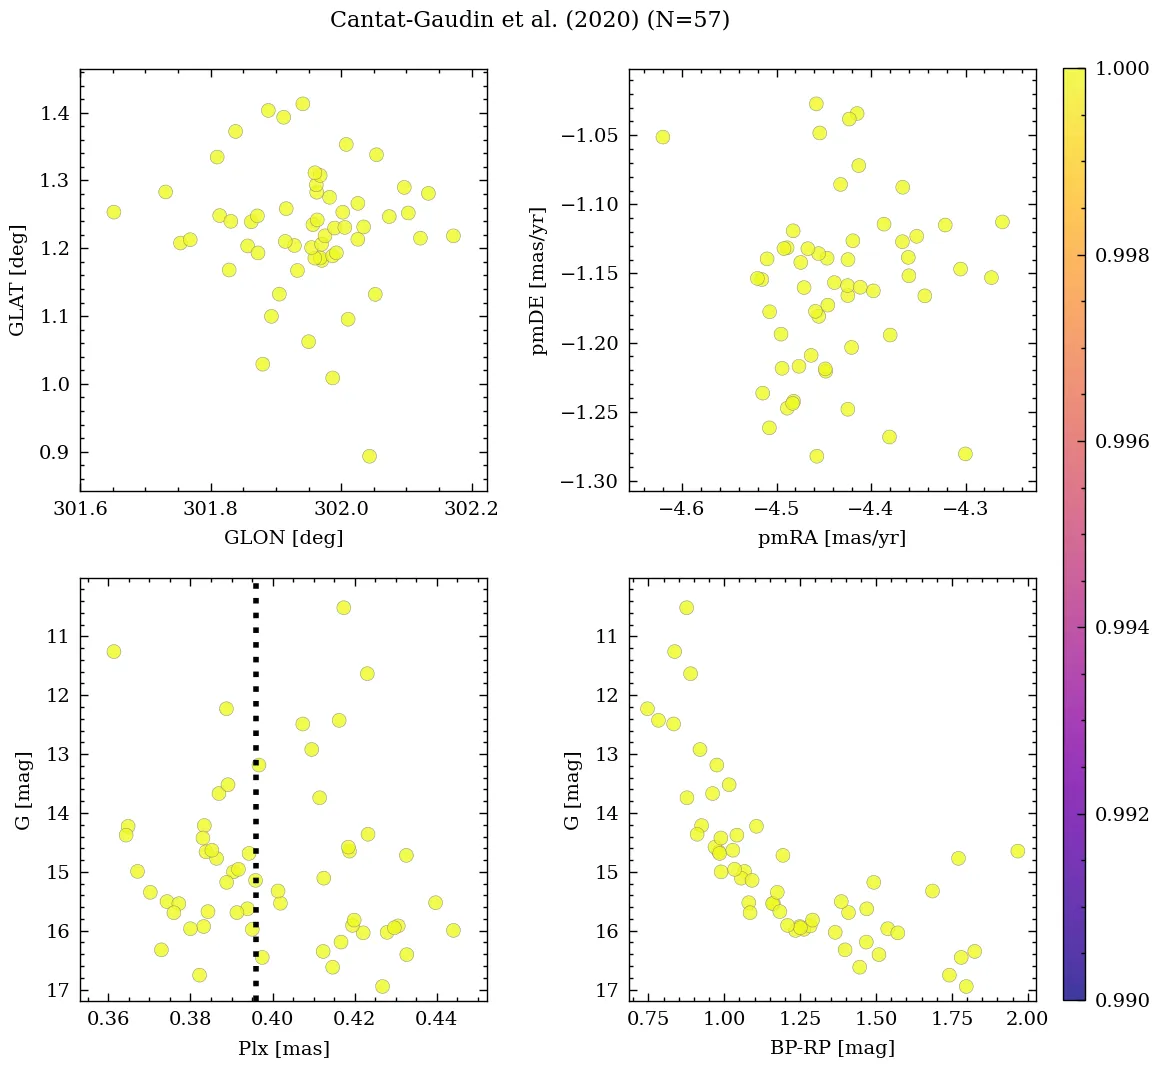 Cantat-Gaudin et al. (2020) (N=57)
1.4
1.3
1.2
1.1
1.0
0.9
GLAT [deg]
301.6 301.8 302.0 302.2
GLON [deg]
−1.05
−1.10
−1.15
−1.20
−1.25
−1.30
pmDE [mas/yr]
−4.6 −4.5 −4.4 −4.3
pmRA [mas/yr]
11
12
13
14
15
16
17
G [mag]
0.36 0.38 0.40 0.42 0.44
Plx [mas]
11
12
13
14
15
16
17
G [mag]
0.75 1.00 1.25 1.50 1.75 2.00
BP-RP [mag]
1.000
0.998
0.996
0.994
0.992
0.990